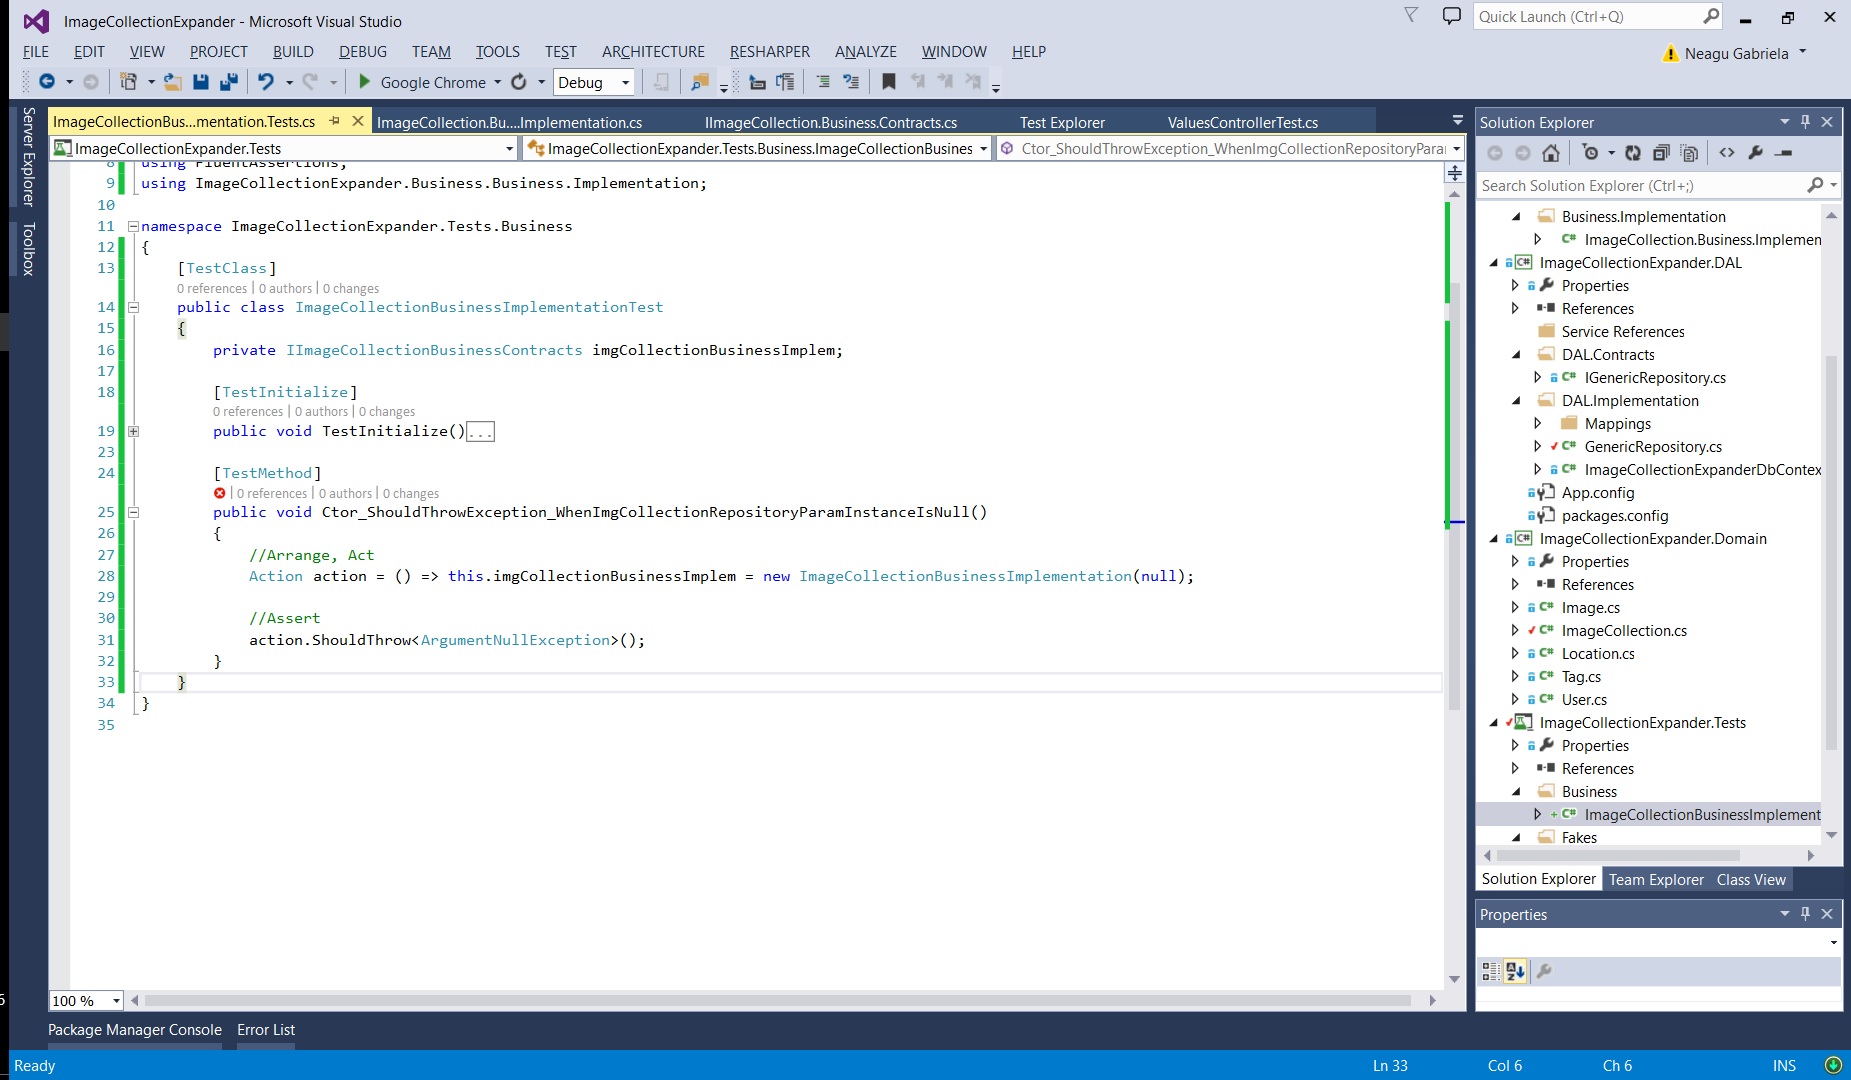 ImageCollectionExpander - Microsoft Visual Studio
Quick Launch (Ctrl+Q)
FILE EDIT VIEW PROJECT BUILD DEBUG TEAM TOOLS TEST ARCHITECTURE RESHARPER ANALYZE WINDOW HELP
Neagu Gabriela
Google Chrome Debug
Server Explorer
Toolbox
ImageCollectionBus...mentation.Tests.cs ImageCollection.Bu....Implementation.cs IImageCollection.Business.Contracts.cs Test Explorer ValuesControllerTest.cs
ImageCollectionExpander.Tests ImageCollectionExpander.Tests.Business.ImageCollectionBusines Ctor_ShouldThrowException_WhenImgCollectionRepositoryParar
8 using FluentAssertions;
9 using ImageCollectionExpander.Business.Business.Implementation;
10
11 namespace ImageCollectionExpander.Tests.Business
12 {
13 [TestClass]
0 references | 0 authors | 0 changes
14 public class ImageCollectionBusinessImplementationTest
15 {
16 private IImageCollectionBusinessContracts imgCollectionBusinessImplem;
17
18 [TestInitialize]
0 references | 0 authors | 0 changes
19 public void TestInitialize()...
23
24 [TestMethod]
| 0 references | 0 authors | 0 changes
25 public void Ctor_ShouldThrowException_WhenImgCollectionRepositoryParamInstanceIsNull()
26 {
27 //Arrange, Act
28 Action action = () => this.imgCollectionBusinessImplem = new ImageCollectionBusinessImplementation(null);
29
30 //Assert
31 action.ShouldThrow<ArgumentNullException>();
32 }
33 }
34 }
35
100 %
Solution Explorer
Search Solution Explorer (Ctrl+;)
Business.Implementation
C# ImageCollection.Business.Implemen
C# ImageCollectionExpander.DAL
Properties
References
Service References
DAL.Contracts
C# IGenericRepository.cs
DAL.Implementation
Mappings
C# GenericRepository.cs
C# ImageCollectionExpanderDbContex
App.config
packages.config
C# ImageCollectionExpander.Domain
Properties
References
C# Image.cs
C# ImageCollection.cs
C# Location.cs
C# Tag.cs
C# User.cs
ImageCollectionExpander.Tests
Properties
References
Business
+ C# ImageCollectionBusinessImplement
Fakes
Solution Explorer Team Explorer Class View
Properties
Package Manager Console Error List
Ready Ln 33 Col 6 Ch 6 INS